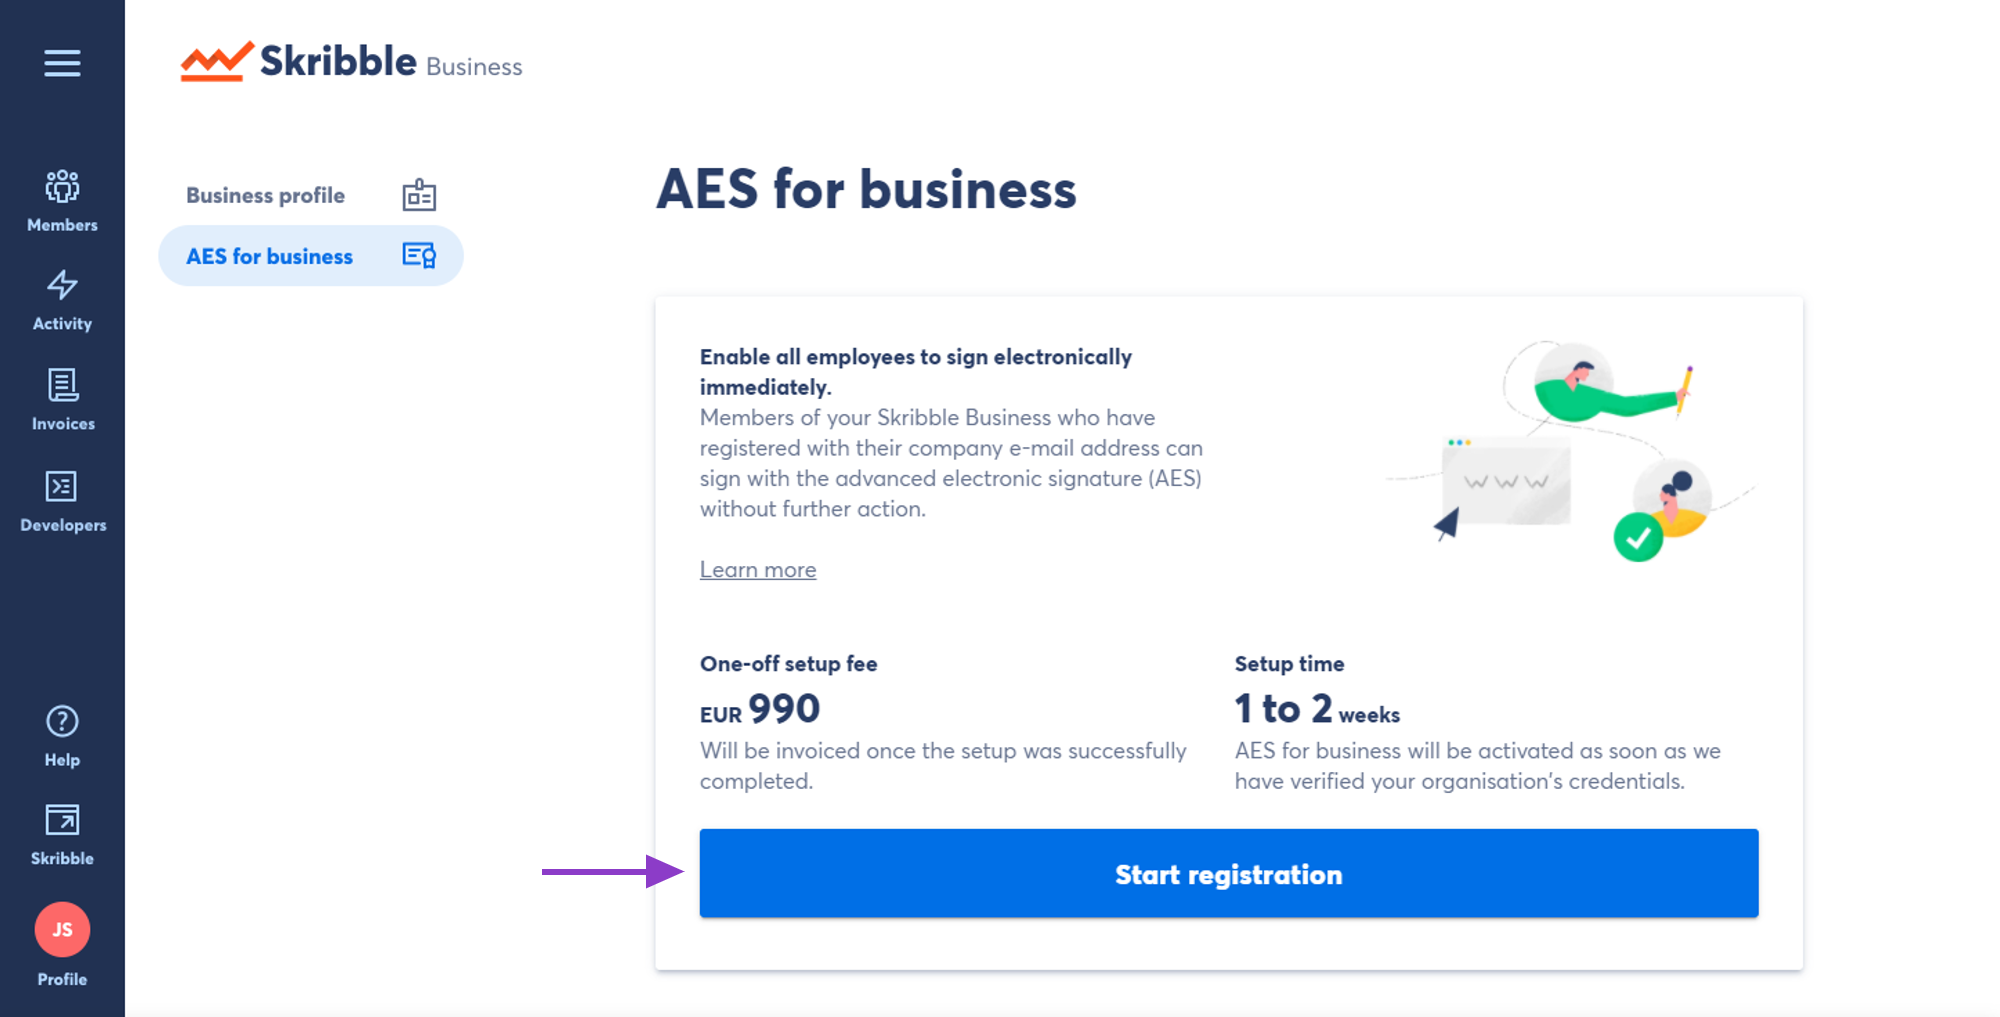 Skribble Business
Members
Activity
Invoices
Developers
Help
Skribble
JS
Profile
Business profile
AES for business
AES for business
Enable all employees to sign electronically
immediately.
Members of your Skribble Business who have
registered with their company e-mail address can
sign with the advanced electronic signature (AES)
without further action.
Learn more
W W W
One-off setup fee
EUR 990
Will be invoiced once the setup was successfully
completed.
Setup time
1 to 2 weeks
AES for business will be activated as soon as we
have verified your organisation's credentials.
Start registration